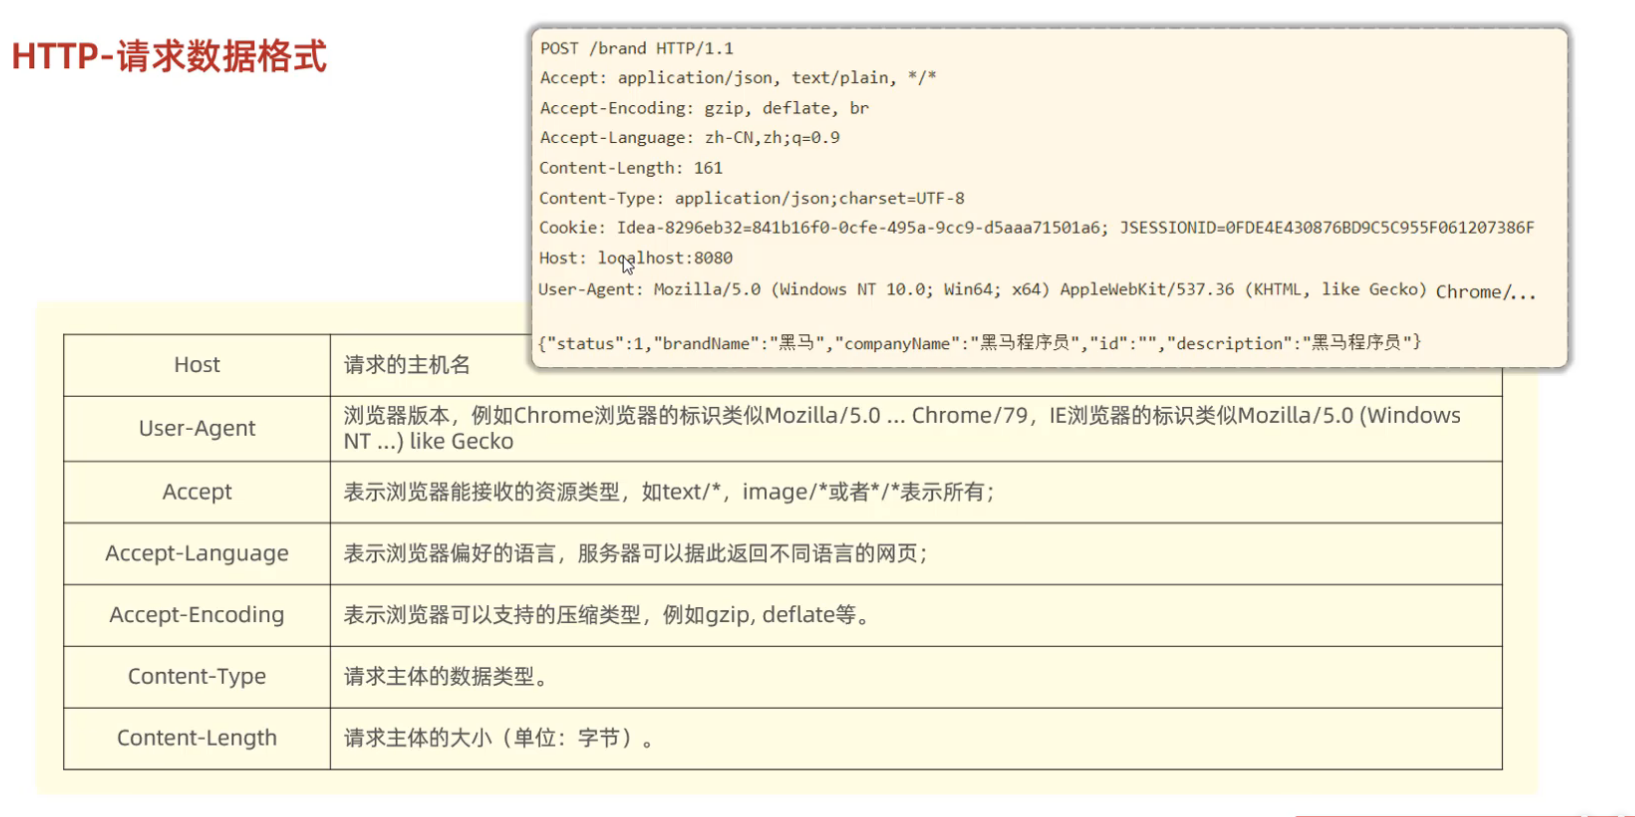 HTTP-请求数据格式
POST /brand HTTP/1.1
Accept: application/json, text/plain, */*
Accept-Encoding: gzip, deflate, br
Accept-Language: zh-CN,zh;q=0.9
Content-Length: 161
Content-Type: application/json;charset=UTF-8
Cookie: Idea-8296eb32=841b16f0-0cfe-495a-9cc9-d5aaa71501a6; JSESSIONID=0FDE4E430876BD9C5C955F061207386F
Host: localhost:8080
User-Agent: Mozilla/5.0 (Windows NT 10.0; Win64; x64) AppleWebKit/537.36 (KHTML, like Gecko) Chrome/...
{"status":1,"brandName":"黑马","companyName":"黑马程序员","id":"","description":"黑马程序员"}
Host 请求的主机名
User-Agent 浏览器版本，例如Chrome浏览器的标识类似Mozilla/5.0 ... Chrome/79，IE浏览器的标识类似Mozilla/5.0 (Windows
NT ...) like Gecko
Accept 表示浏览器能接收的资源类型，如text/*，image/*或者*/*表示所有；
Accept-Language 表示浏览器偏好的语言，服务器可以据此返回不同语言的网页；
Accept-Encoding 表示浏览器可以支持的压缩类型，例如gzip, deflate等。
Content-Type 请求主体的数据类型。
Content-Length 请求主体的大小（单位：字节）。